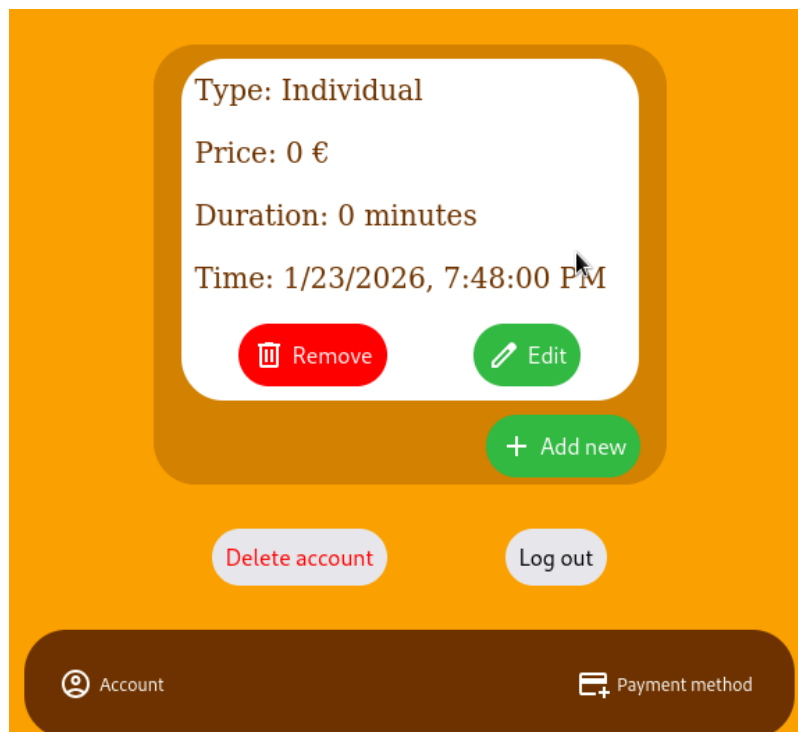 Type: Individual
Price: 0 €
Duration: 0 minutes
Time: 1/23/2026, 7:48:00 PM
Remove Edit
Add new
Delete account Log out
Account Payment method